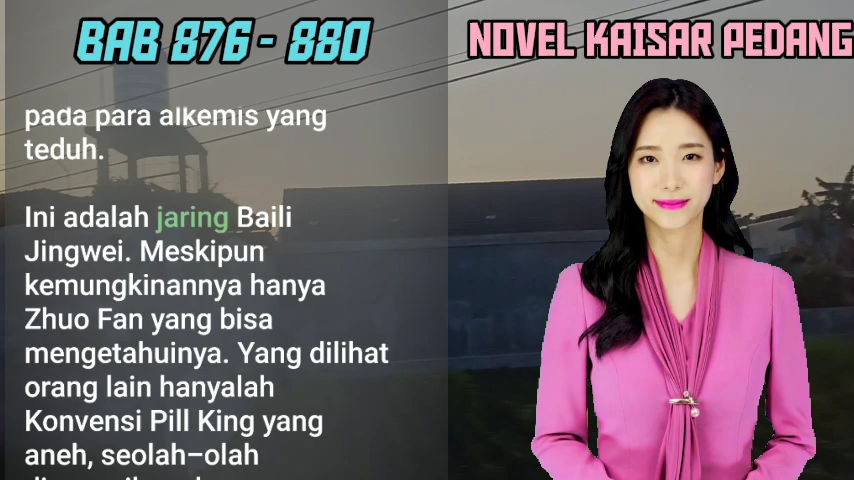 BAB 876 - 880
NOVEL KAISAR PEDANG
pada para alkemis yang
teduh.
Ini adalah jaring Baili
Jingwei. Meskipun
kemungkinannya hanya
Zhuo Fan yang bisa
mengetahuinya. Yang dilihat
orang lain hanyalah
Konvensi Pill King yang
aneh, seolah-olah